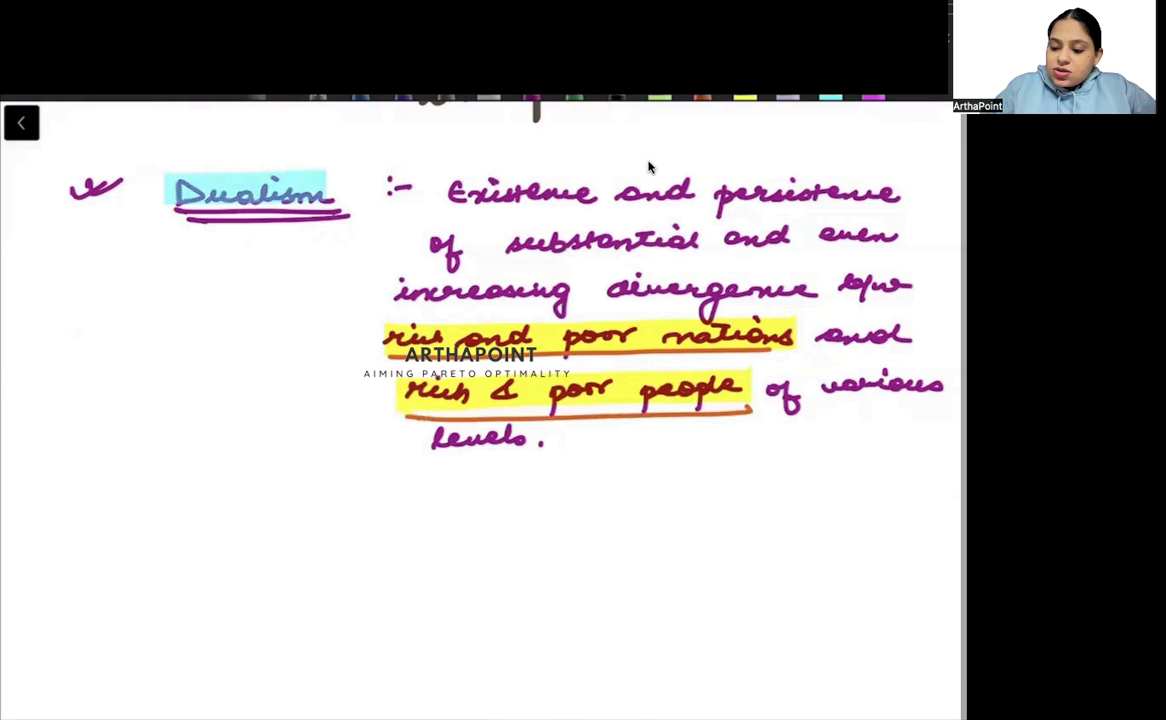 ArthaPoint
Dualism :- Existence and persistence
of substantial and even
increasing divergence b/w
rich and poor nations and
ARTHAPOINT
AIMING PARETO OPTIMALITY
rich & poor people of various
levels.